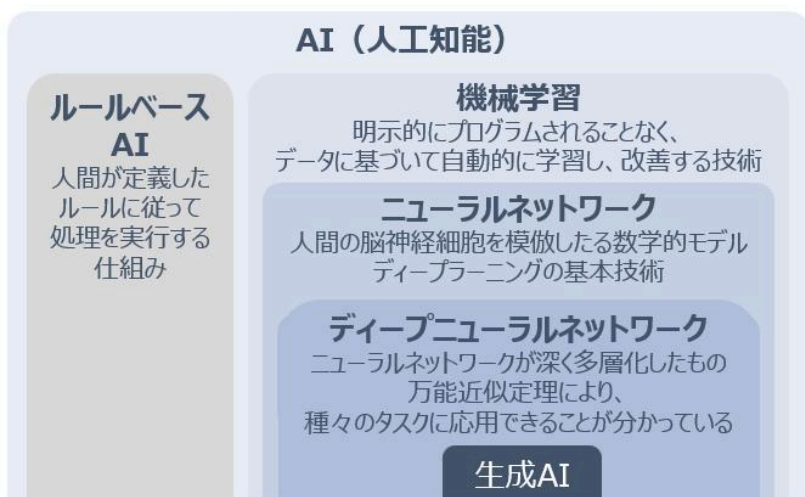 AI（人工知能）
ルールベース
AI
人間が定義した
ルールに従って
処理を実行する
仕組み
機械学習
明示的にプログラムされることなく、
データに基づいて自動的に学習し、改善する技術
ニューラルネットワーク
人間の脳神経細胞を模倣したる数学的モデル
ディープラーニングの基本技術
ディープニューラルネットワーク
ニューラルネットワークが深く多層化したもの
万能近似定理により、
種々のタスクに応用できることが分かっている
生成AI